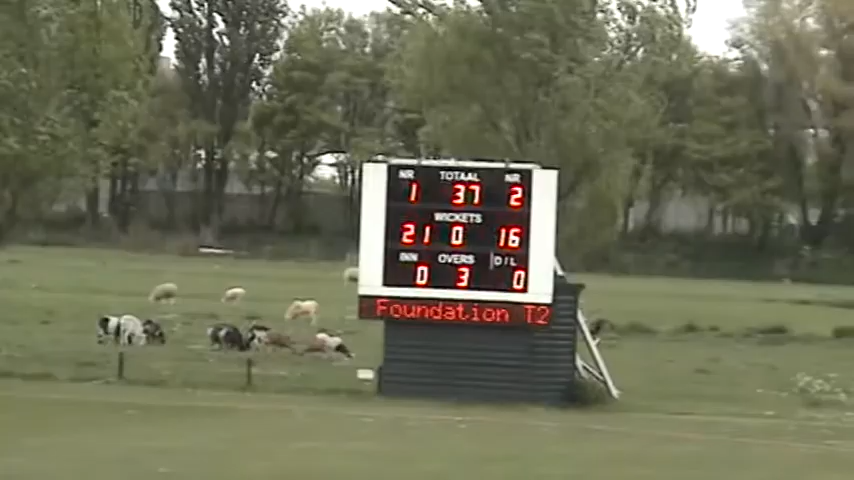 NR TOTAAL NR
1 37 2
WICKETS
21 0 16
INN OVERS D/L
0 3 0
Foundation T2